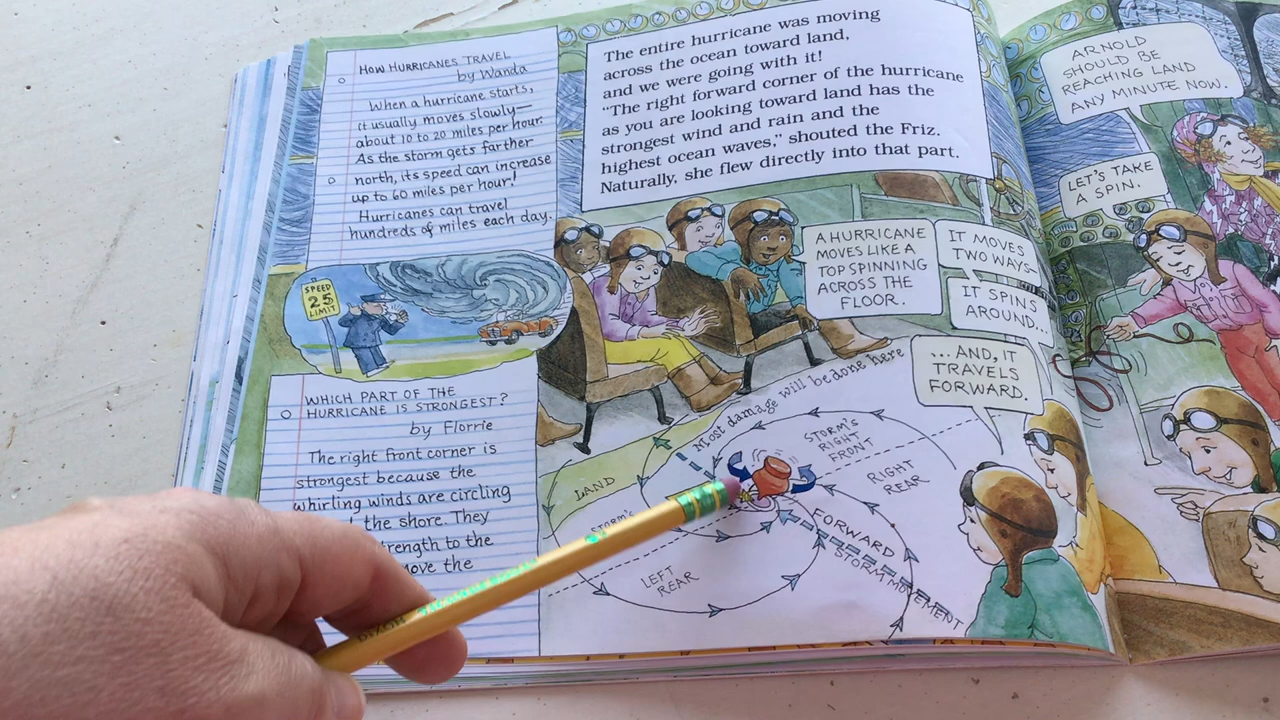 HOW HURRICANES TRAVEL
by Wanda
When a hurricane starts,
it usually moves slowly—
about 10 to 20 miles per hour.
As the storm gets farther
north, its speed can increase
up to 60 miles per hour!
Hurricanes can travel
hundreds of miles each day.
SPEED
25
LIMIT
WHICH PART OF THE
HURRICANE IS STRONGEST?
by Florrie
The right front corner is
strongest because the
whirling winds are circling
the shore. They
the
The entire hurricane was moving
across the ocean toward land,
and we were going with it!
"The right forward corner of the hurricane
as you are looking toward land has the
strongest wind and rain and the
highest ocean waves," shouted the Friz.
Naturally, she flew directly into that part.
A HURRICANE
MOVES LIKE A
TOP SPINNING
ACROSS THE
FLOOR.
IT MOVES
TWO WAYS—
IT SPINS
AROUND...
...AND, IT
TRAVELS
FORWARD.
Most damage will be done here
LAND
STORM'S
RIGHT
FRONT
RIGHT
REAR
STORM'S
LEFT
REAR
FORWARD
STORM MOVEMENT
ARNOLD
SHOULD BE
REACHING LAND
ANY MINUTE NOW.
LET'S TAKE
A SPIN.
DIXON